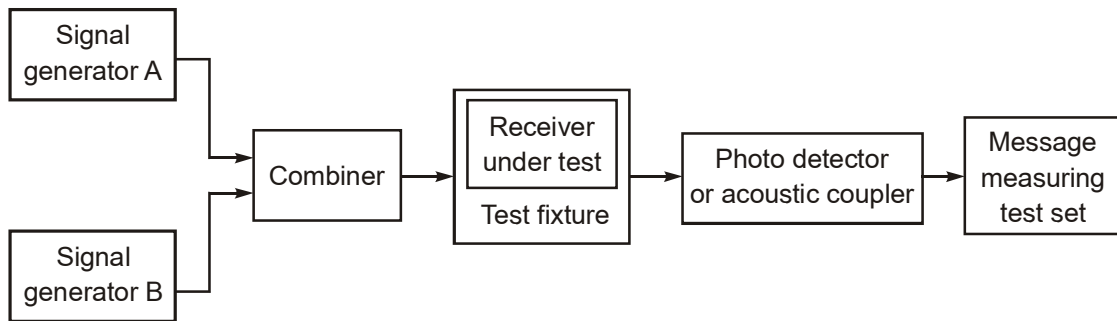 Signal
generator A
Signal
generator B
Combiner
Receiver
under test
Test fixture
Photo detector
or acoustic coupler
Message
measuring
test set